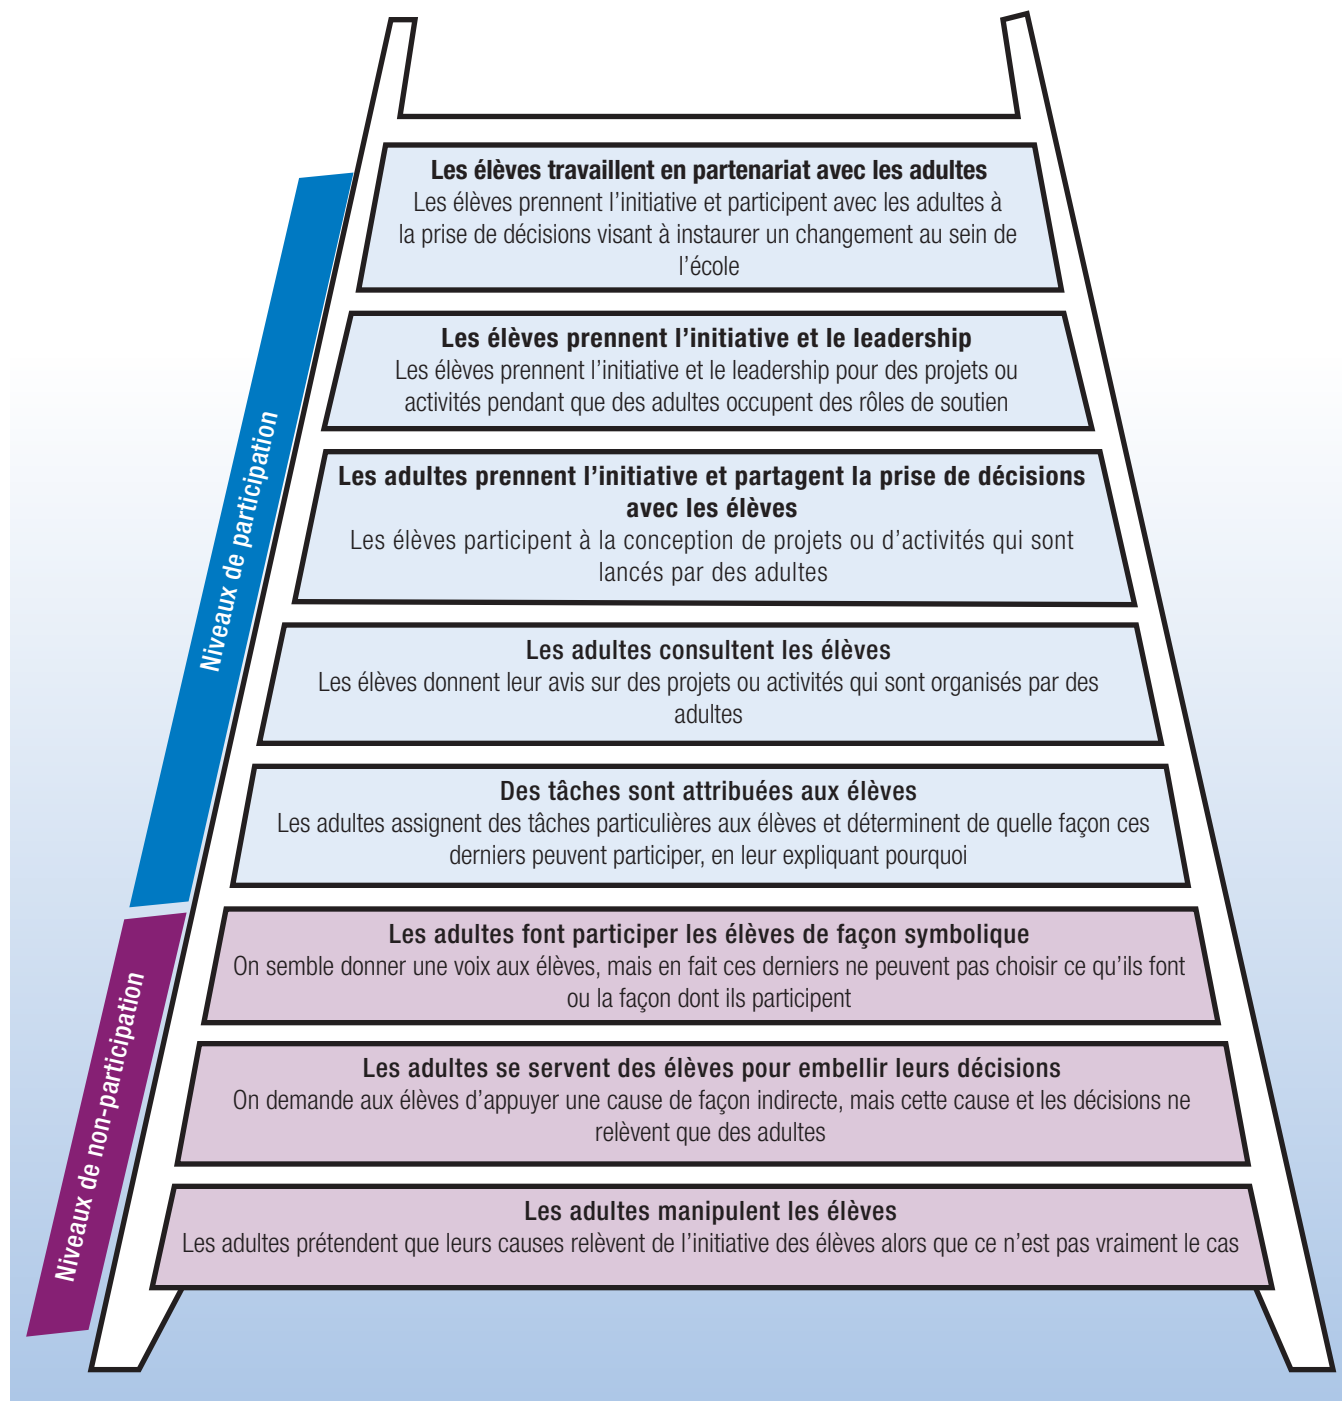 Les élèves travaillent en partenariat avec les adultes
Les élèves prennent l’initiative et participent avec les adultes à
la prise de décisions visant à instaurer un changement au sein de
l’école
Les élèves prennent l’initiative et le leadership
Les élèves prennent l’initiative et le leadership pour des projets ou
activités pendant que des adultes occupent des rôles de soutien
Les adultes prennent l’initiative et partagent la prise de décisions
avec les élèves
Les élèves participent à la conception de projets ou d’activités qui sont
lancés par des adultes
Les adultes consultent les élèves
Les élèves donnent leur avis sur des projets ou activités qui sont organisés par des
adultes
Des tâches sont attribuées aux élèves
Les adultes assignent des tâches particulières aux élèves et déterminent de quelle façon ces
derniers peuvent participer, en leur expliquant pourquoi
Niveaux de participation
Les adultes font participer les élèves de façon symbolique
On semble donner une voix aux élèves, mais en fait ces derniers ne peuvent pas choisir ce qu’ils font
ou la façon dont ils participent
Les adultes se servent des élèves pour embellir leurs décisions
On demande aux élèves d’appuyer une cause de façon indirecte, mais cette cause et les décisions ne
relèvent que des adultes
Les adultes manipulent les élèves
Les adultes prétendent que leurs causes relèvent de l’initiative des élèves alors que ce n’est pas vraiment le cas
Niveaux de non-participation